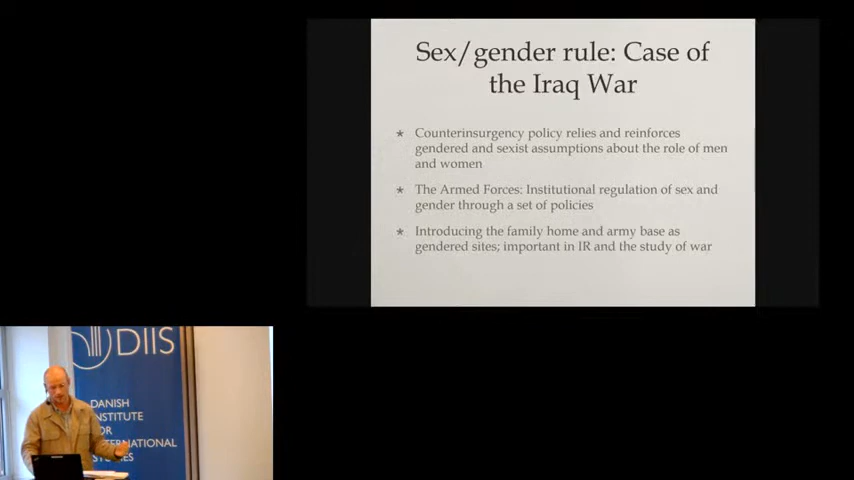 Sex/gender rule: Case of
the Iraq War
* Counterinsurgency policy relies and reinforces
gendered and sexist assumptions about the role of men
and women
* The Armed Forces: Institutional regulation of sex and
gender through a set of policies
* Introducing the family home and army base as
gendered sites; important in IR and the study of war
DIIS
DANISH
INSTITUTE
FOR
INTERNATIONAL
STUDIES